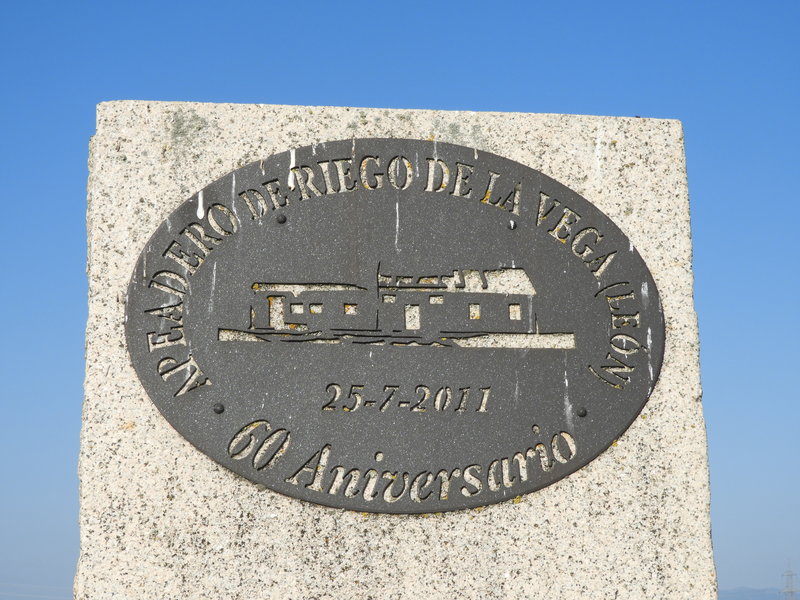 APEADERO DE RIEGO DE LA VEGA (LEÓN)
25-7-2011
60 Aniversario